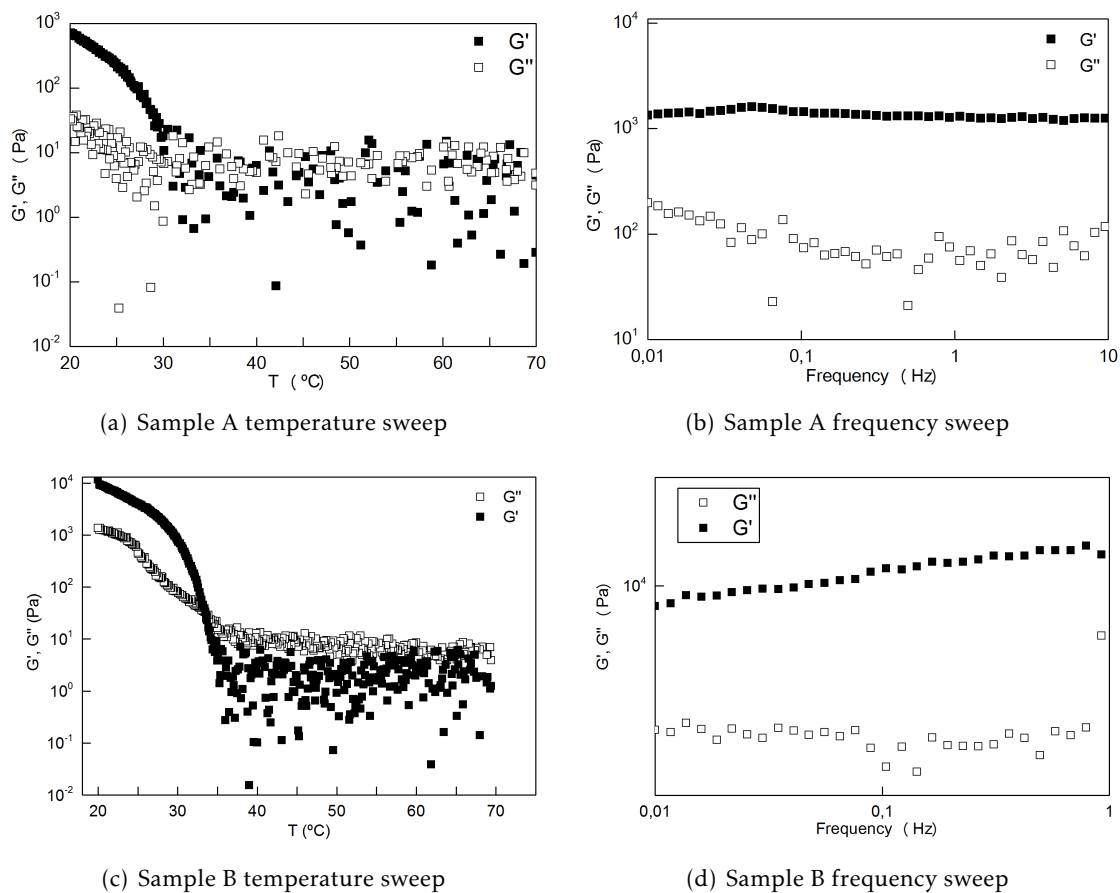 10³
10²
10¹
10⁰
10⁻¹
10⁻²
G', G'' ( Pa)
G'
G''
20 30 40 50 60 70
T ( ºC)
(a) Sample A temperature sweep
10⁴
10³
10²
10¹
G', G'' ( Pa)
G'
G''
0,01 0,1 1 10
Frequency ( Hz)
(b) Sample A frequency sweep
10⁴
10³
10²
10¹
10⁰
10⁻¹
10⁻²
G', G'' (Pa)
G''
G'
20 30 40 50 60 70
T (ºC)
(c) Sample B temperature sweep
G''
G'
10⁴
G', G'' ( Pa)
0,01 0,1 1
Frequency ( Hz)
(d) Sample B frequency sweep